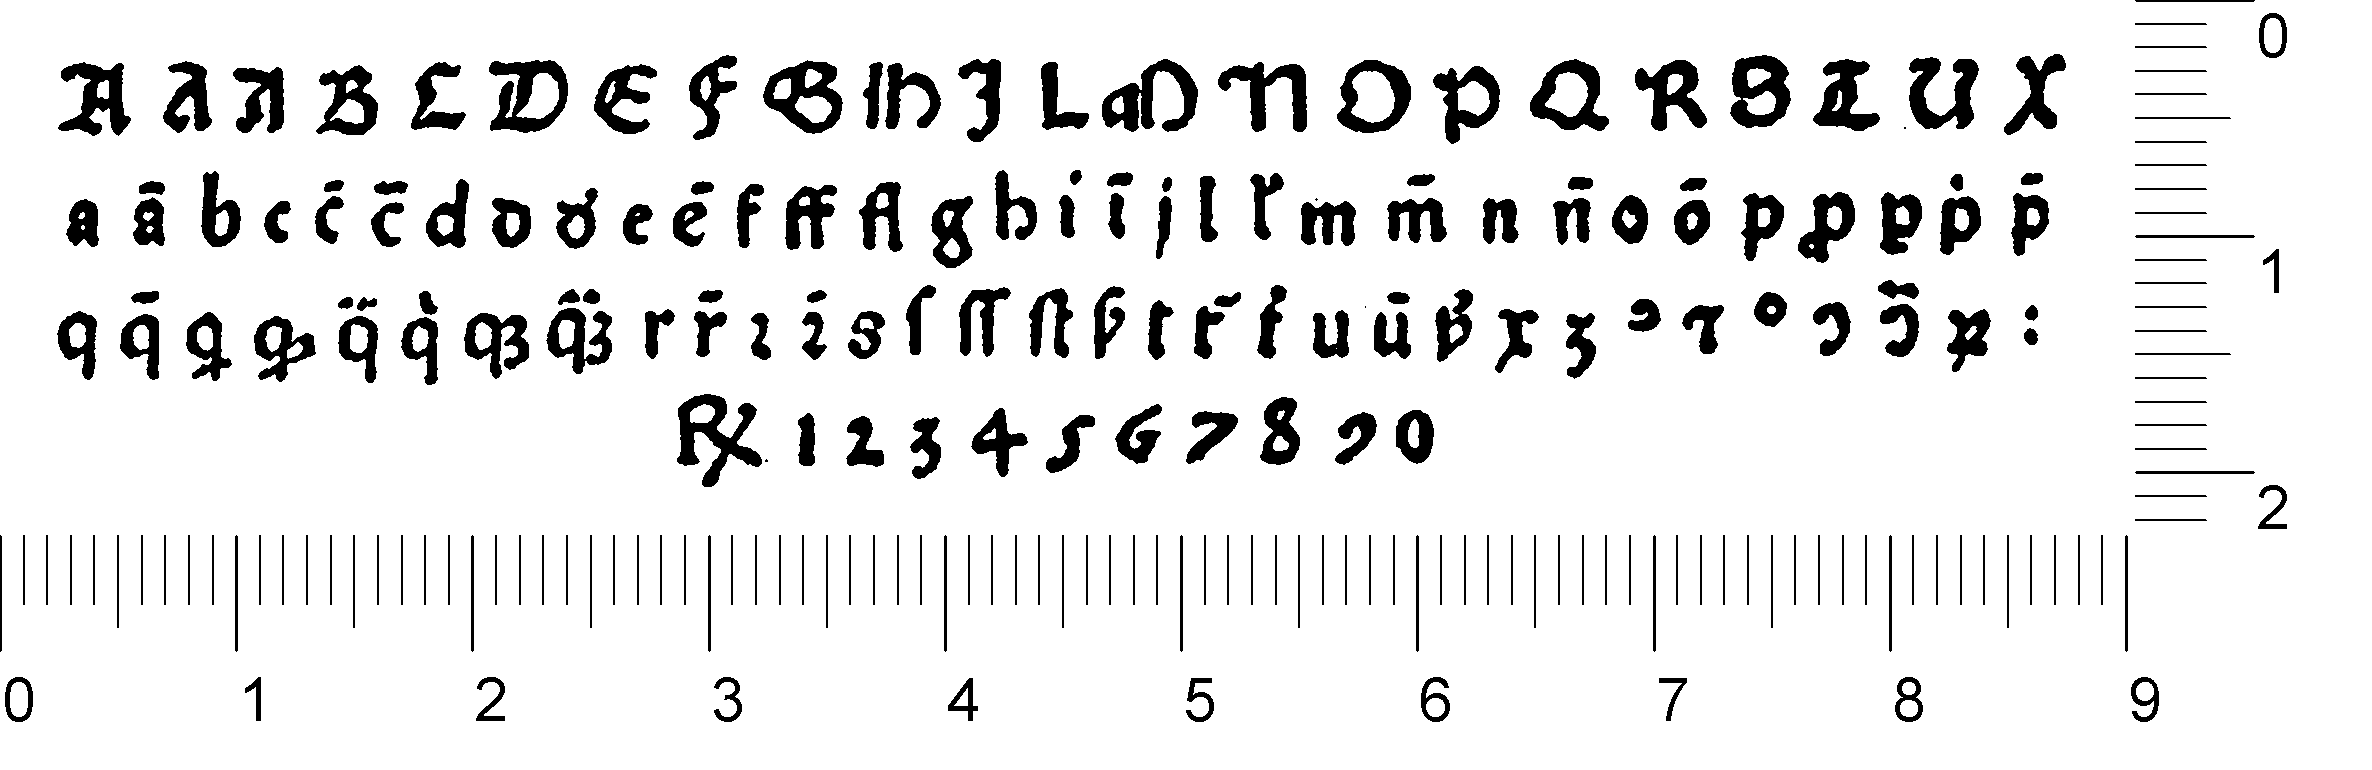 A A A B C D E F G H J L M N O P Q R S T U X
a ā b c c̄ c̄ d d e ē f ff fl g h i ī j l m m̄ n n̄ o ō p ꝓ ꝑ ṗ p̄
q q̄ q̈ q̇ qꝫ r r̄ ꝛ ꝛ̄ s ſ ſſ ſt t t̄ u ū x ꝫ ⁊ ° ↄ ↄ̄ :
℞ 1 2 3 4 5 6 7 8 9 0
0 1 2
0 1 2 3 4 5 6 7 8 9